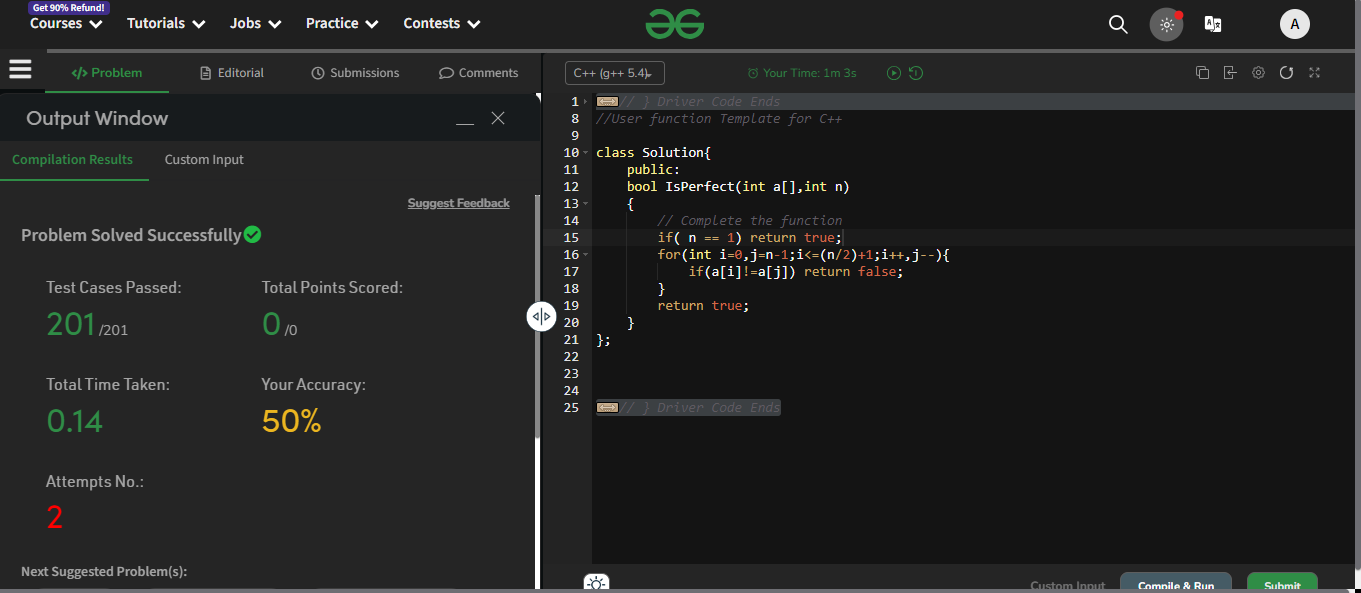 Get 90% Refund!
Courses Tutorials Jobs Practice Contests A
</> Problem Editorial Submissions Comments
C++ (g++ 5.4) Your Time: 1m 3s
Output Window
Compilation Results Custom Input
Suggest Feedback
Problem Solved Successfully
Test Cases Passed: Total Points Scored:
201 /201 0 /0
Total Time Taken: Your Accuracy:
0.14 50%
Attempts No.:
2
Next Suggested Problem(s):
1 // } Driver Code Ends
8 //User function Template for C++
9
10 class Solution{
11 public:
12 bool IsPerfect(int a[],int n)
13 {
14 // Complete the function
15 if( n == 1) return true;
16 for(int i=0,j=n-1;i<=(n/2)+1;i++,j--){
17 if(a[i]!=a[j]) return false;
18 }
19 return true;
20 }
21 };
22
23
24
25 // } Driver Code Ends
Custom Input Compile & Run Submit